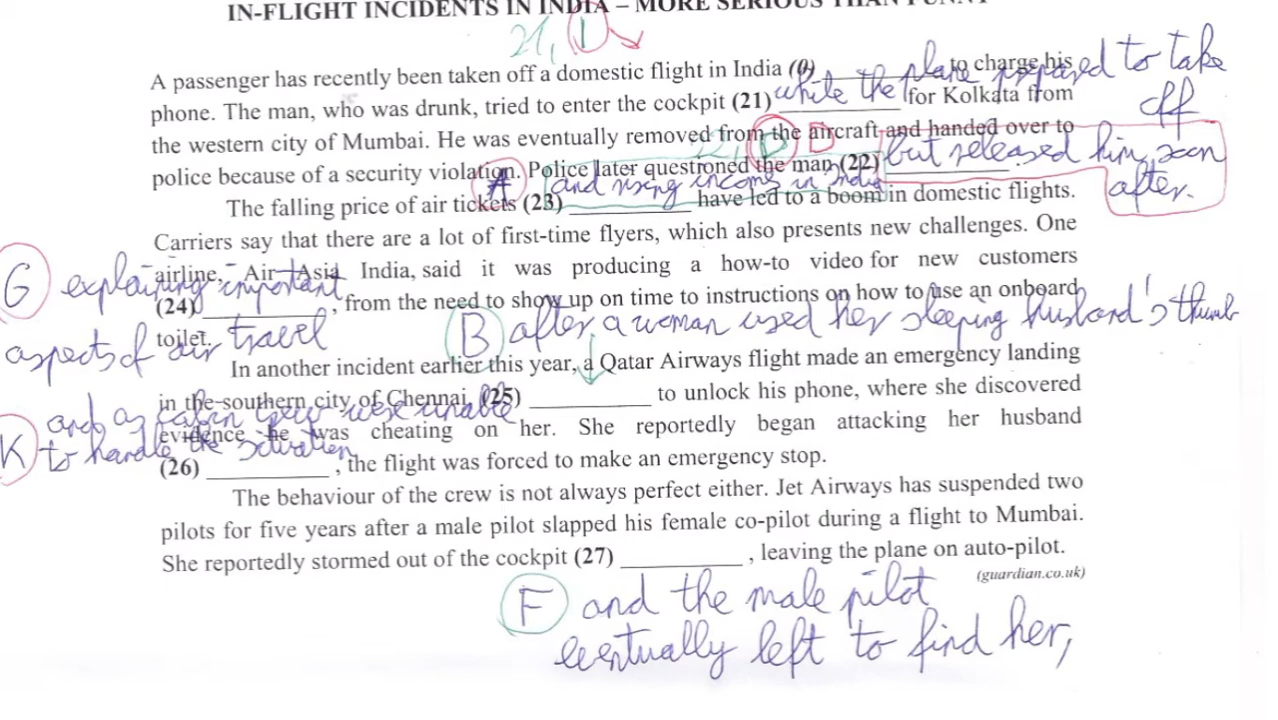 IN-FLIGHT INCIDENTS IN INDIA – MORE SERIOUS THAN FUNNY
21, I
A passenger has recently been taken off a domestic flight in India (0) __________ to charge his
phone. The man, who was drunk, tried to enter the cockpit (21) __________ for Kolkata from
while the plane prepared to take
off
the western city of Mumbai. He was eventually removed from the aircraft and handed over to
22, D D
police because of a security violation. Police later questioned the man (22) __________ .
but released him soon
after.
A and rising income in India
The falling price of air tickets (23) __________ have led to a boom in domestic flights.
Carriers say that there are a lot of first-time flyers, which also presents new challenges. One
airline, Air Asia India, said it was producing a how-to video for new customers
G explaining important
(24) __________ , from the need to show up on time to instructions on how to use an onboard
toilet.
aspects of air travel
B after a woman used her sleeping husband's thumb
In another incident earlier this year, a Qatar Airways flight made an emergency landing
in the southern city of Chennai, (25) __________ to unlock his phone, where she discovered
and as cabin crew were unable
evidence he was cheating on her. She reportedly began attacking her husband
K to handle the situation
(26) __________ , the flight was forced to make an emergency stop.
The behaviour of the crew is not always perfect either. Jet Airways has suspended two
pilots for five years after a male pilot slapped his female co-pilot during a flight to Mumbai.
She reportedly stormed out of the cockpit (27) __________ , leaving the plane on auto-pilot.
(guardian.co.uk)
F and the male pilot
eventually left to find her,